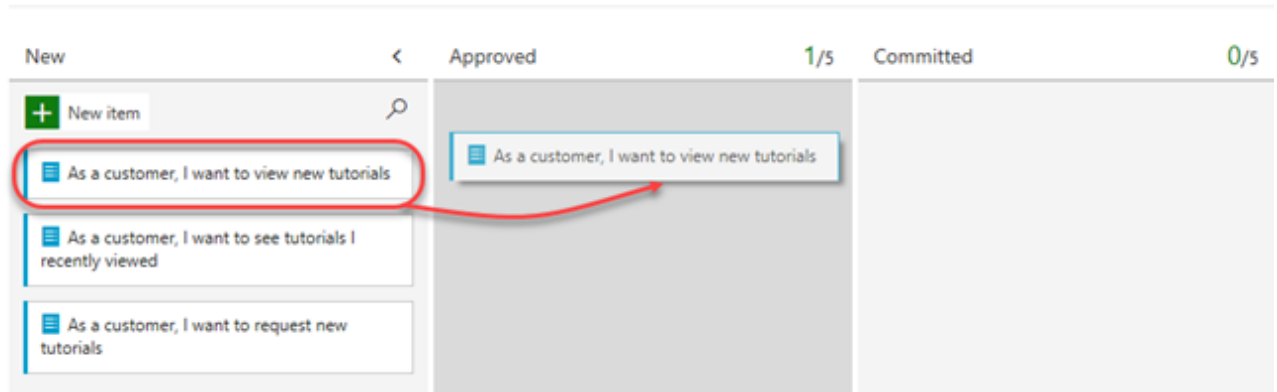 New < Approved 1/5 Committed 0/5
New item
As a customer, I want to view new tutorials
As a customer, I want to see tutorials I
recently viewed
As a customer, I want to request new
tutorials
As a customer, I want to view new tutorials